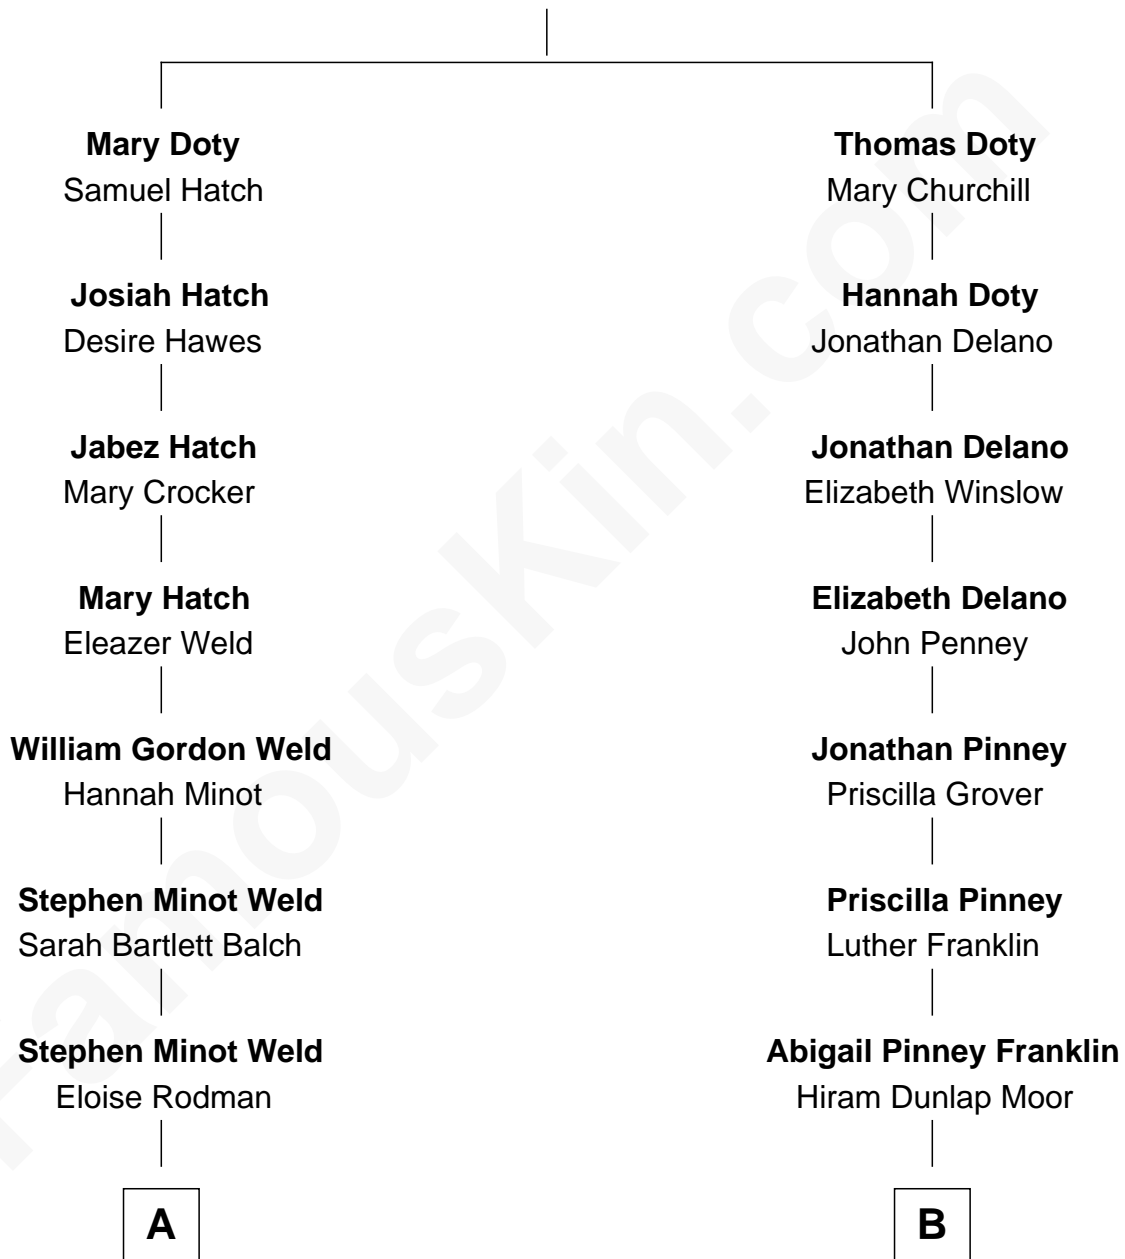 Mary Doty
Samuel Hatch
Josiah Hatch
Desire Hawes
Jabez Hatch
Mary Crocker
Mary Hatch
Eleazer Weld
William Gordon Weld
Hannah Minot
Stephen Minot Weld
Sarah Bartlett Balch
Stephen Minot Weld
Eloise Rodman
A
Thomas Doty
Mary Churchill
Hannah Doty
Jonathan Delano
Jonathan Delano
Elizabeth Winslow
Elizabeth Delano
John Penney
Jonathan Pinney
Priscilla Grover
Priscilla Pinney
Luther Franklin
Abigail Pinney Franklin
Hiram Dunlap Moor
B
FamousKin.com